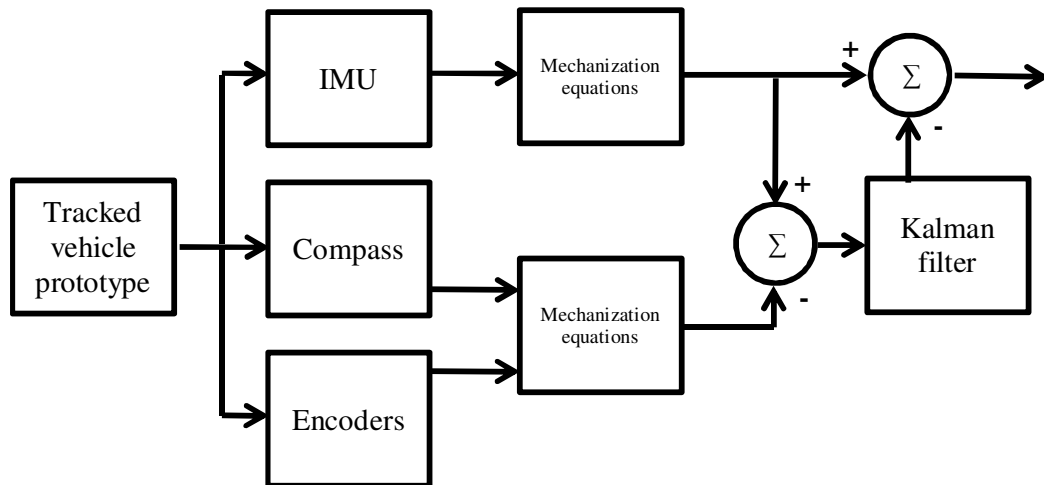 IMU
Mechanization
equations
+
Σ
-
Tracked
vehicle
prototype
Compass
+
Σ
-
Kalman
filter
Mechanization
equations
Encoders